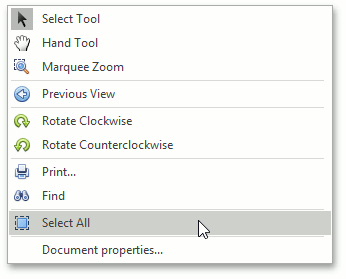 Select Tool
Hand Tool
Marquee Zoom
Previous View
Rotate Clockwise
Rotate Counterclockwise
Print...
Find
Select All
Document properties...